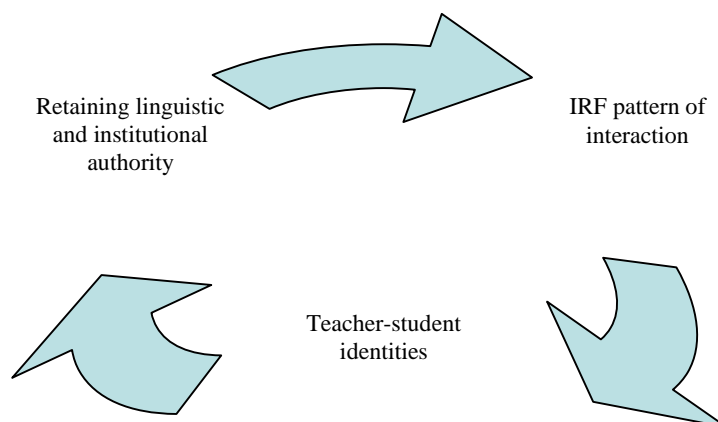 Retaining linguistic
and institutional
authority
IRF pattern of
interaction
Teacher-student
identities